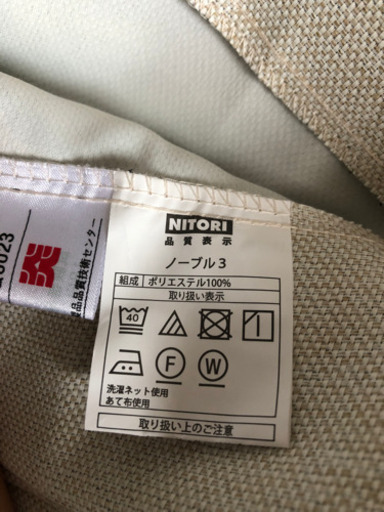 NITORI
品質表示
ノーブル3
組成 ポリエステル100%
取り扱い表示
40
F W
洗濯ネット使用
あて布使用
取り扱い上のご注意
0023
品品質技術センター